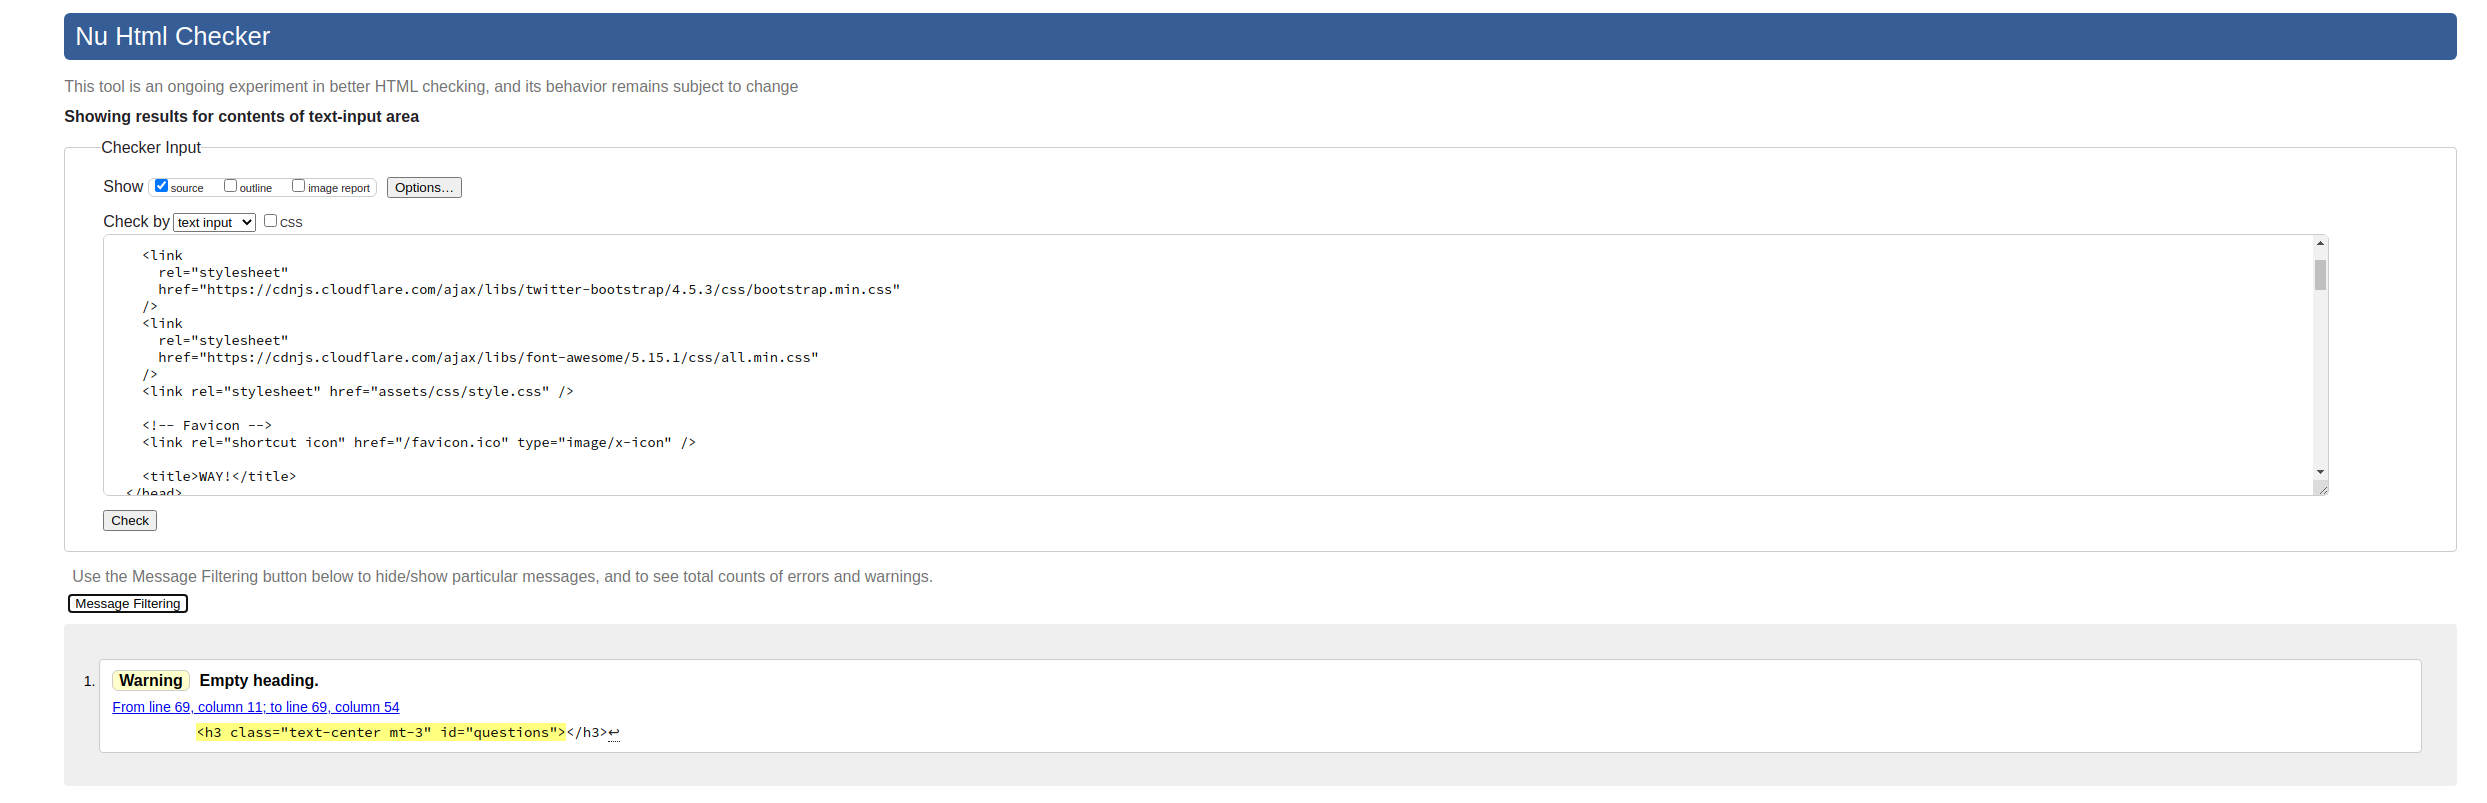 Nu Html Checker
This tool is an ongoing experiment in better HTML checking, and its behavior remains subject to change
Showing results for contents of text-input area
Checker Input
Show source outline image report Options...
Check by text input CSS
<link
rel="stylesheet"
href="https://cdnjs.cloudflare.com/ajax/libs/twitter-bootstrap/4.5.3/css/bootstrap.min.css"
/>
<link
rel="stylesheet"
href="https://cdnjs.cloudflare.com/ajax/libs/font-awesome/5.15.1/css/all.min.css"
/>
<link rel="stylesheet" href="assets/css/style.css" />
<!-- Favicon -->
<link rel="shortcut icon" href="/favicon.ico" type="image/x-icon" />
<title>WAY!</title>
</head>
Check
Use the Message Filtering button below to hide/show particular messages, and to see total counts of errors and warnings.
Message Filtering
1. Warning Empty heading.
From line 69, column 11; to line 69, column 54
<h3 class="text-center mt-3" id="questions"></h3>↩